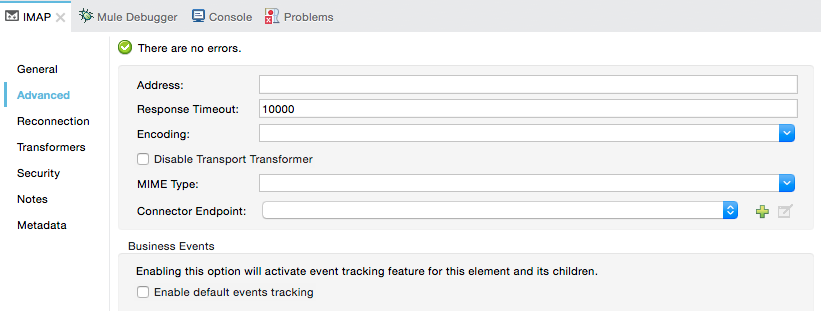 IMAP Mule Debugger Console Problems
There are no errors.
General
Advanced
Reconnection
Transformers
Security
Notes
Metadata
Address:
Response Timeout: 10000
Encoding:
Disable Transport Transformer
MIME Type:
Connector Endpoint:
Business Events
Enabling this option will activate event tracking feature for this element and its children.
Enable default events tracking